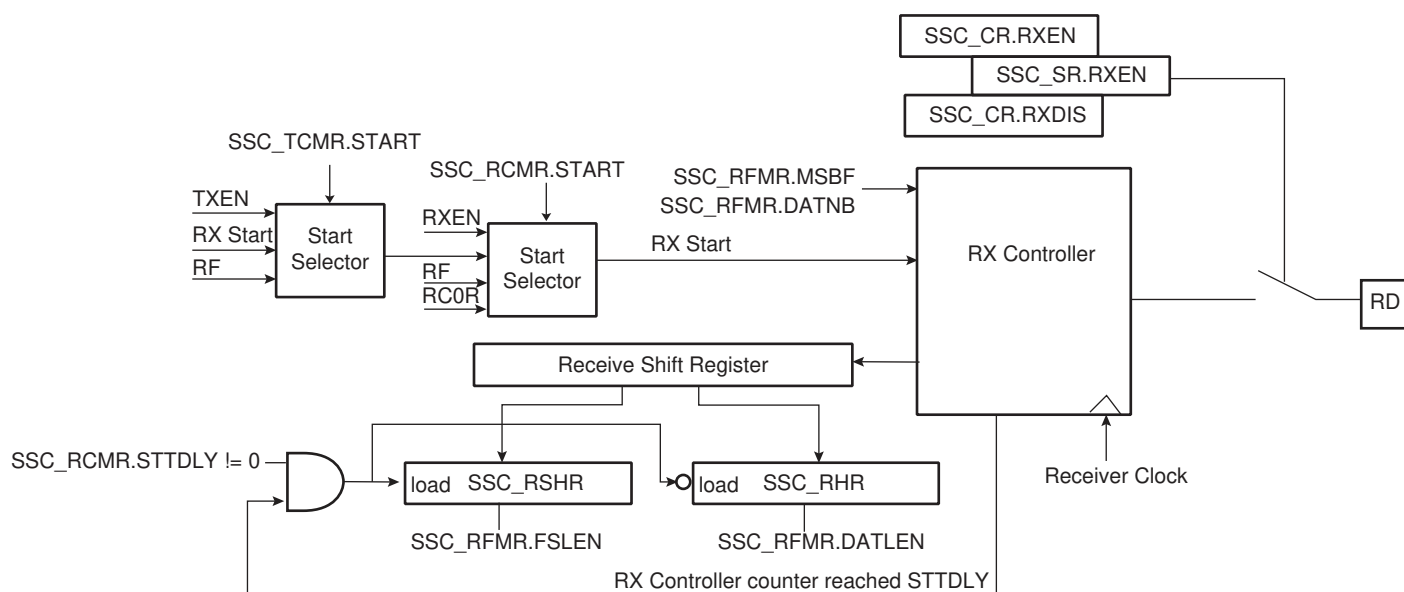 SSC_CR.RXEN
SSC_SR.RXEN
SSC_CR.RXDIS
SSC_TCMR.START
SSC_RCMR.START
SSC_RFMR.MSBF
SSC_RFMR.DATNB
TXEN
RX Start
RF
Start
Selector
RXEN
RF
RC0R
Start
Selector
RX Start
RX Controller
RD
Receive Shift Register
SSC_RCMR.STTDLY != 0
load SSC_RSHR
load SSC_RHR
Receiver Clock
SSC_RFMR.FSLEN
SSC_RFMR.DATLEN
RX Controller counter reached STTDLY